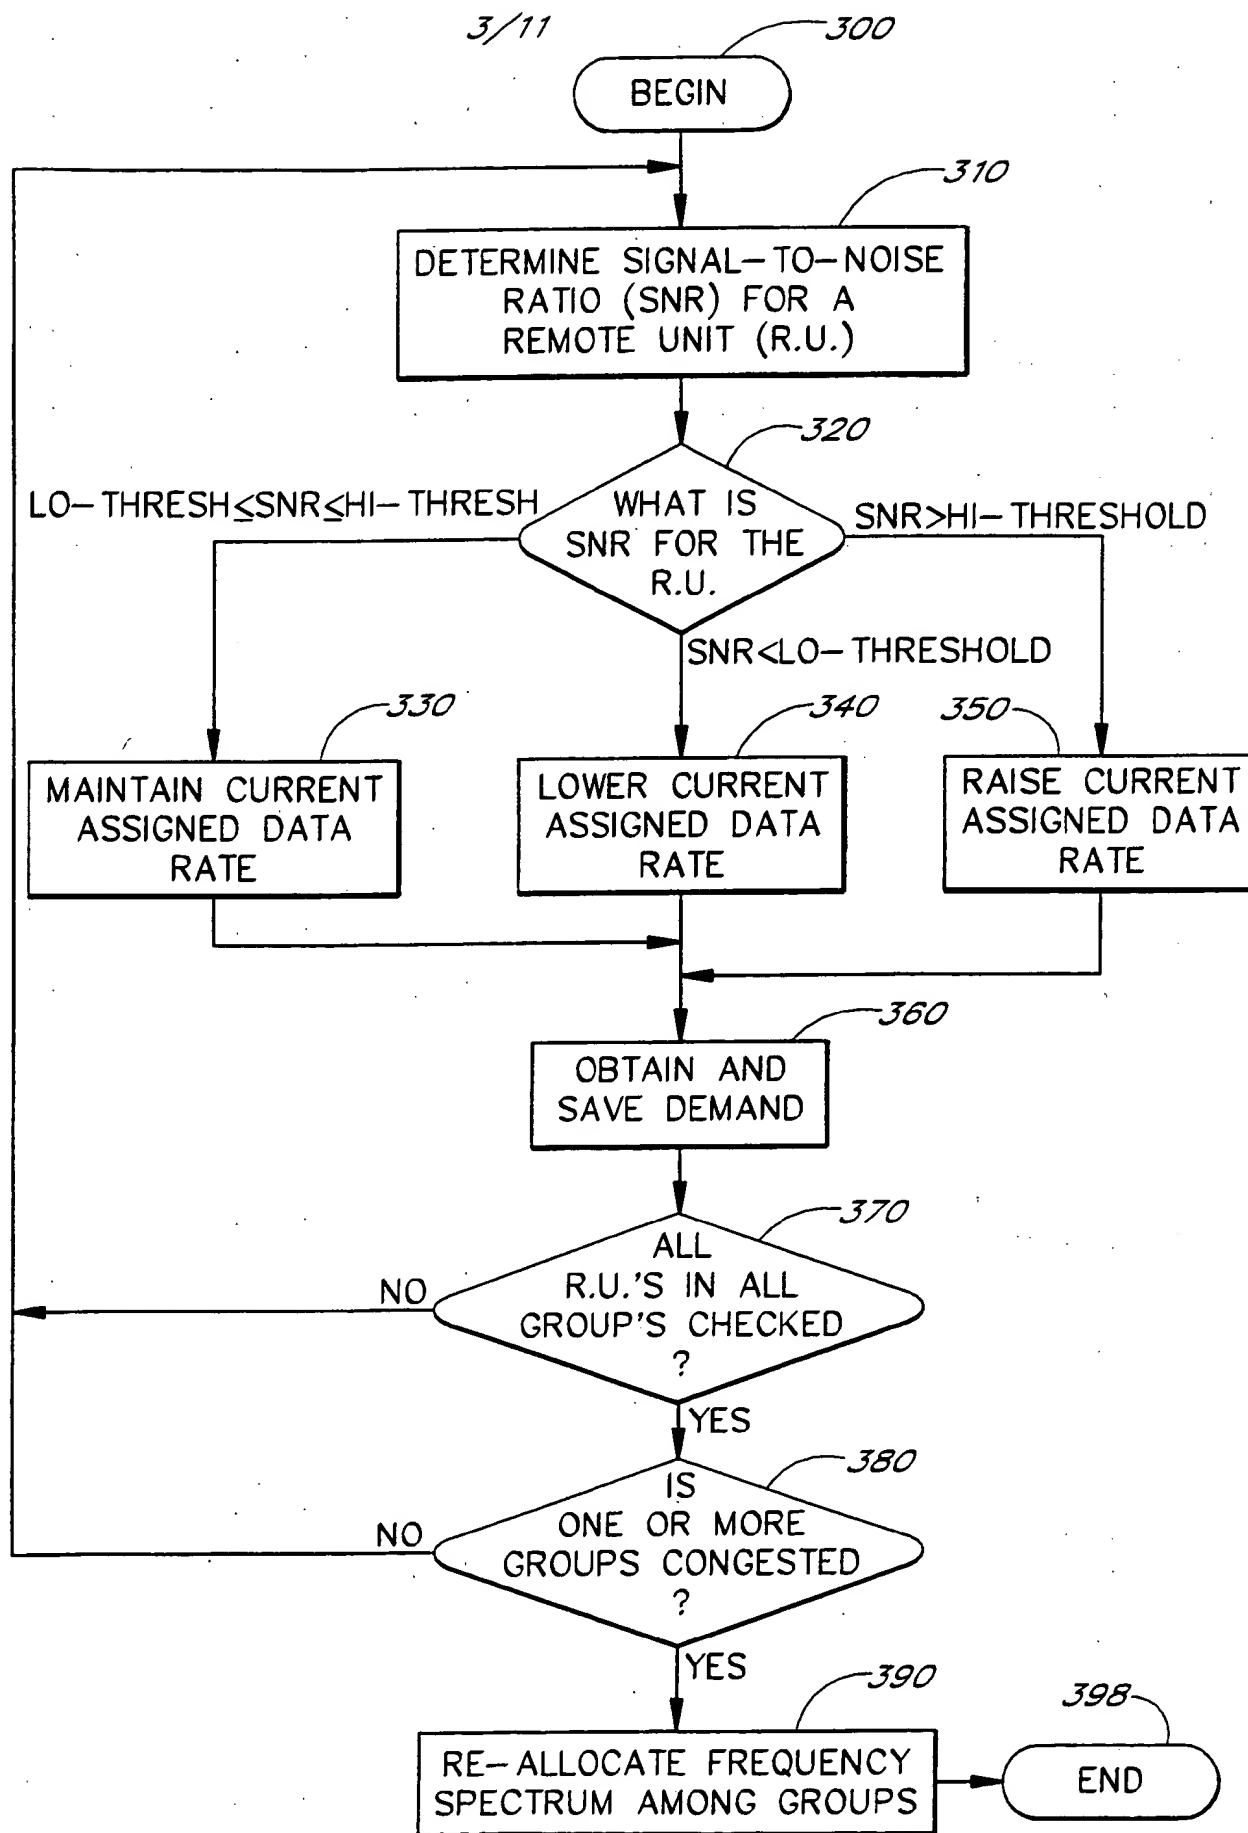 3/11
300
BEGIN
310
DETERMINE SIGNAL-TO-NOISE
RATIO (SNR) FOR A
REMOTE UNIT (R.U.)
320
LO-THRESH≤SNR≤HI-THRESH
WHAT IS
SNR FOR THE
R.U.
SNR>HI-THRESHOLD
SNR<LO-THRESHOLD
330
340
350
MAINTAIN CURRENT
ASSIGNED DATA
RATE
LOWER CURRENT
ASSIGNED DATA
RATE
RAISE CURRENT
ASSIGNED DATA
RATE
360
OBTAIN AND
SAVE DEMAND
370
ALL
R.U.'S IN ALL
GROUP'S CHECKED
?
NO
YES
380
IS
ONE OR MORE
GROUPS CONGESTED
?
NO
YES
390
398
RE-ALLOCATE FREQUENCY
SPECTRUM AMONG GROUPS
END